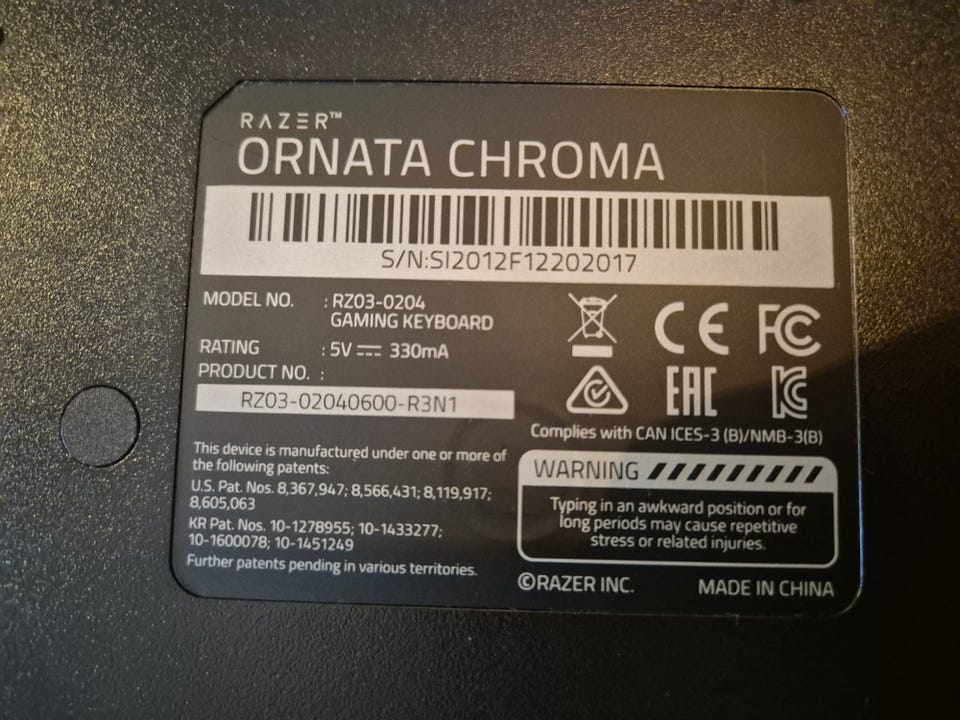 RAZER™
ORNATA CHROMA
S/N:SI2012F12202017
MODEL NO. : RZ03-0204
GAMING KEYBOARD
RATING : 5V ⎓ 330mA
PRODUCT NO. :
RZ03-02040600-R3N1
This device is manufactured under one or more of
the following patents:
U.S. Pat. Nos. 8,367,947; 8,566,431; 8,119,917;
8,605,063
KR Pat. Nos. 10-1278955; 10-1433277;
10-1600078; 10-1451249
Further patents pending in various territories.
CE FC
EAC KC
Complies with CAN ICES-3 (B)/NMB-3(B)
WARNING
Typing in an awkward position or for
long periods may cause repetitive
stress or related injuries.
©RAZER INC. MADE IN CHINA